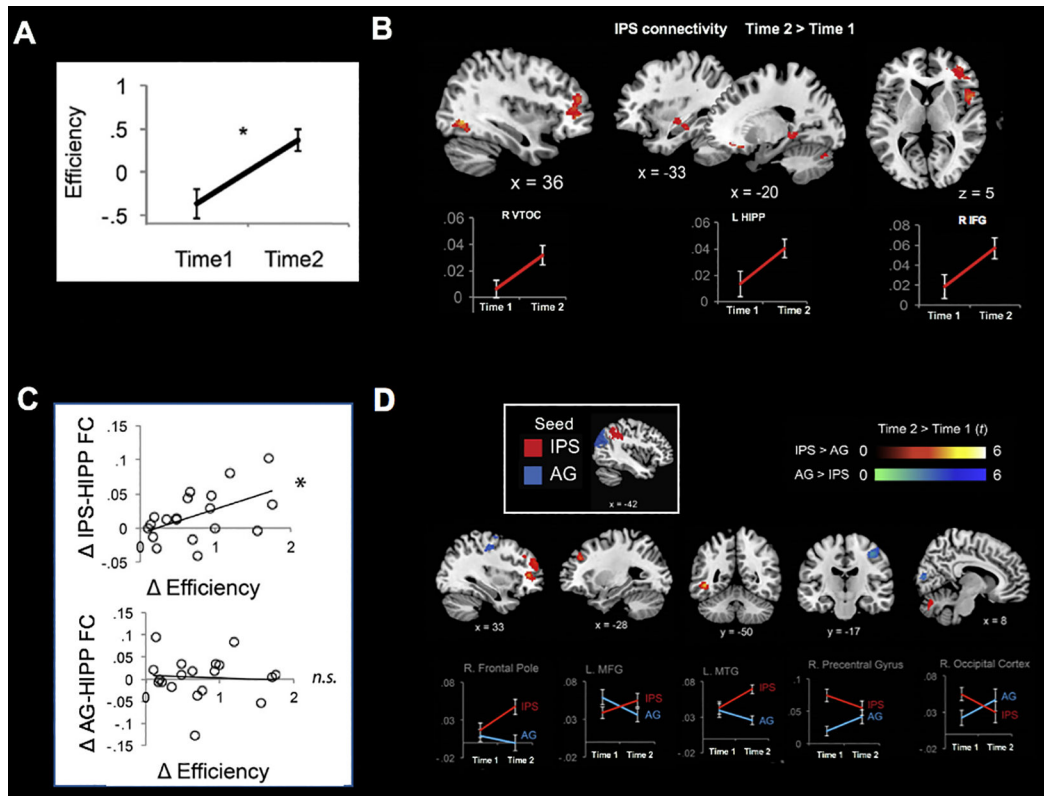 A
Efficiency
1
.5
0
-.5
*
Time1 Time2
B
IPS connectivity Time 2 > Time 1
x = 36
x = -33
x = -20
z = 5
R VTOC
.06
.04
.02
0
Time 1 Time 2
L HIPP
.06
.04
.02
0
Time 1 Time 2
R IFG
.08
.06
.04
.02
0
Time 1 Time 2
C
Δ IPS-HIPP FC
.15
.1
.05
0
-.05
0 1 2
*
Δ Efficiency
Δ AG-HIPP FC
.15
.1
.05
0
-.05
-.1
-.15
1 2
n.s.
Δ Efficiency
D
Seed
IPS
AG
x = -42
Time 2 > Time 1 (t)
IPS > AG 0 6
AG > IPS 0 6
x = 33
x = -28
y = -50
y = -17
x = 8
R. Frontal Pole
.08
.03
-.02
IPS
AG
Time 1 Time 2
L. MFG
.08
.03
-.02
IPS
AG
Time 1 Time 2
L. MTG
.08
.03
-.02
IPS
AG
Time 1 Time 2
R. Precentral Gyrus
.1
.05
0
IPS
AG
Time 1 Time 2
R. Occipital Cortex
.08
.03
-.02
AG
IPS
Time 1 Time 2